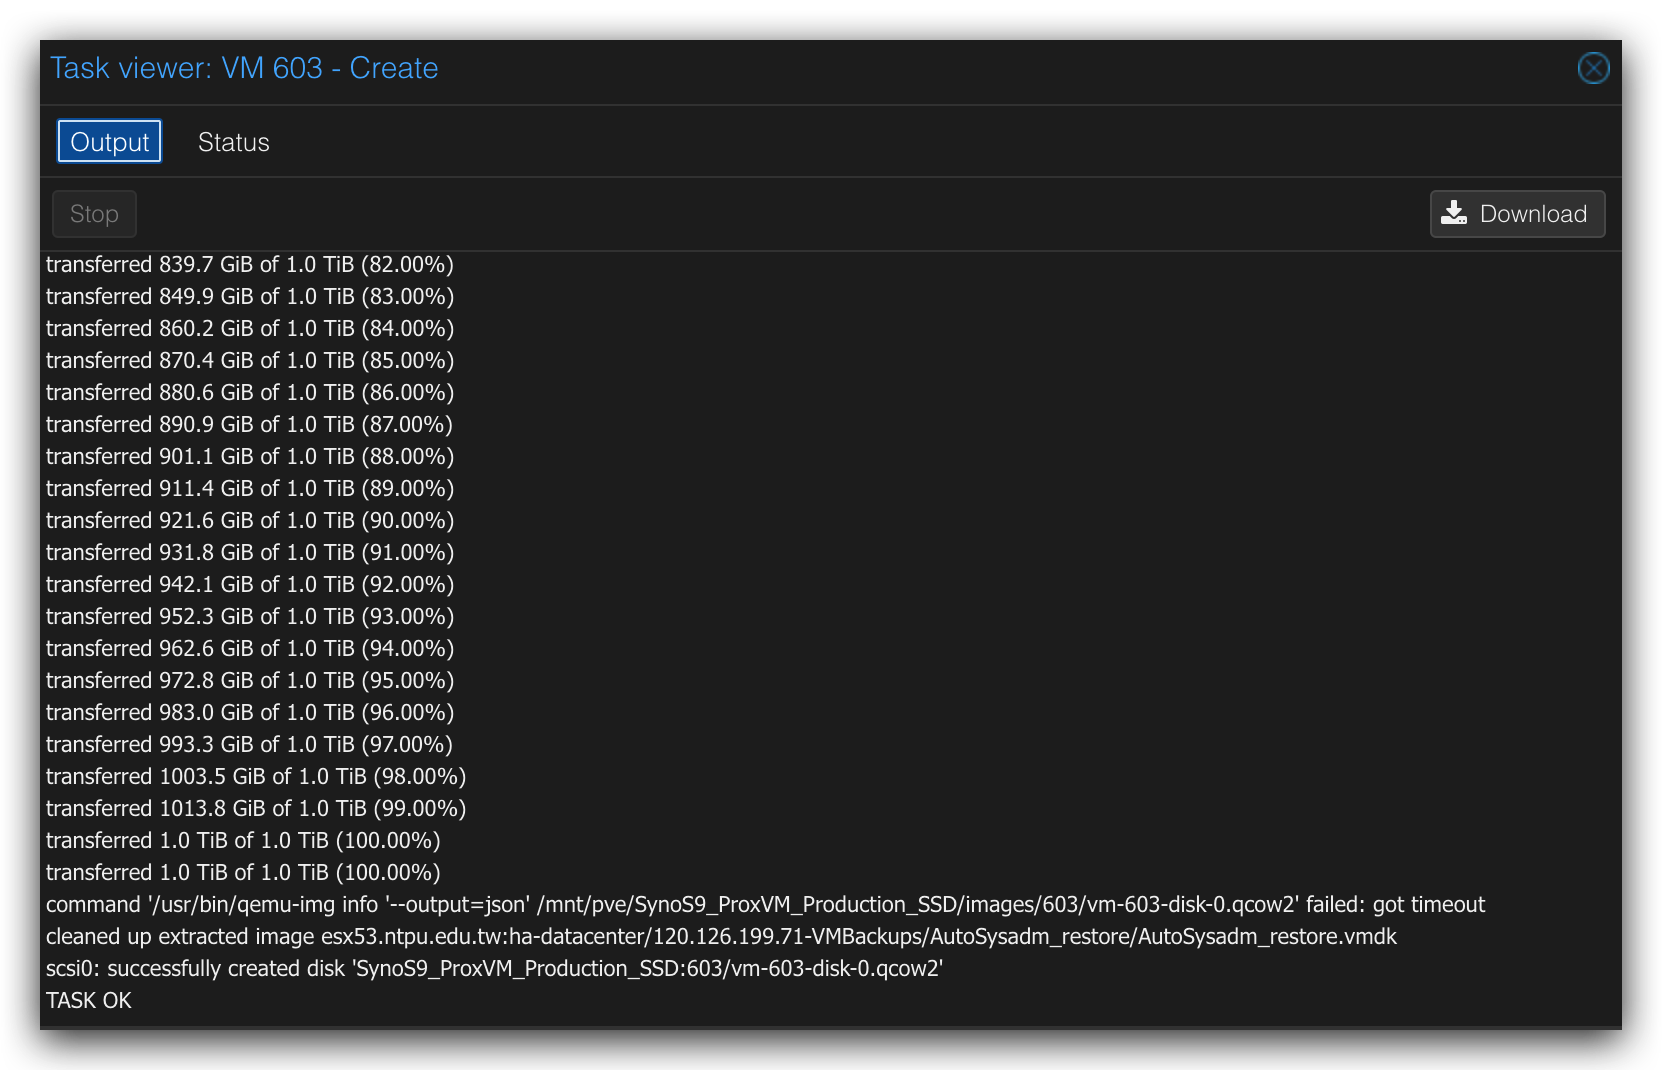 Task viewer: VM 603 - Create
Output Status
Stop Download
transferred 839.7 GiB of 1.0 TiB (82.00%)
transferred 849.9 GiB of 1.0 TiB (83.00%)
transferred 860.2 GiB of 1.0 TiB (84.00%)
transferred 870.4 GiB of 1.0 TiB (85.00%)
transferred 880.6 GiB of 1.0 TiB (86.00%)
transferred 890.9 GiB of 1.0 TiB (87.00%)
transferred 901.1 GiB of 1.0 TiB (88.00%)
transferred 911.4 GiB of 1.0 TiB (89.00%)
transferred 921.6 GiB of 1.0 TiB (90.00%)
transferred 931.8 GiB of 1.0 TiB (91.00%)
transferred 942.1 GiB of 1.0 TiB (92.00%)
transferred 952.3 GiB of 1.0 TiB (93.00%)
transferred 962.6 GiB of 1.0 TiB (94.00%)
transferred 972.8 GiB of 1.0 TiB (95.00%)
transferred 983.0 GiB of 1.0 TiB (96.00%)
transferred 993.3 GiB of 1.0 TiB (97.00%)
transferred 1003.5 GiB of 1.0 TiB (98.00%)
transferred 1013.8 GiB of 1.0 TiB (99.00%)
transferred 1.0 TiB of 1.0 TiB (100.00%)
transferred 1.0 TiB of 1.0 TiB (100.00%)
command '/usr/bin/qemu-img info '--output=json' /mnt/pve/SynoS9_ProxVM_Production_SSD/images/603/vm-603-disk-0.qcow2' failed: got timeout
cleaned up extracted image esx53.ntpu.edu.tw:ha-datacenter/120.126.199.71-VMBackups/AutoSysadm_restore/AutoSysadm_restore.vmdk
scsi0: successfully created disk 'SynoS9_ProxVM_Production_SSD:603/vm-603-disk-0.qcow2'
TASK OK